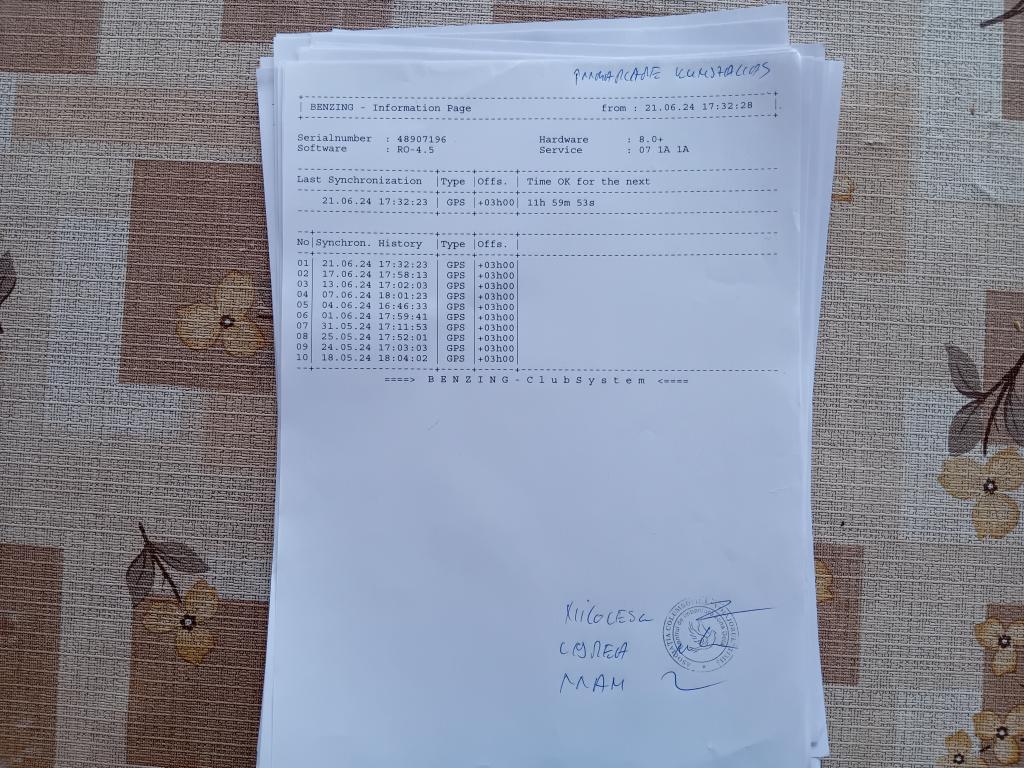 BENZING - Information Page from : 21.06.24 17:32:28
Serialnumber : 48907196 Hardware : 8.0+
Software : RO-4.5 Service : 07 1A 1A
Last Synchronization |Type |Offs. | Time OK for the next
21.06.24 17:32:23 | GPS |+03h00| 11h 59m 53s
No|Synchron. History |Type |Offs. |
01| 21.06.24 17:32:23 | GPS |+03h00|
02| 17.06.24 17:58:13 | GPS |+03h00|
03| 13.06.24 17:02:03 | GPS |+03h00|
04| 07.06.24 18:01:23 | GPS |+03h00|
05| 04.06.24 16:46:33 | GPS |+03h00|
06| 01.06.24 17:59:41 | GPS |+03h00|
07| 31.05.24 17:11:53 | GPS |+03h00|
08| 25.05.24 17:52:01 | GPS |+03h00|
09| 24.05.24 17:03:03 | GPS |+03h00|
10| 18.05.24 18:04:02 | GPS |+03h00|
====> B E N Z I N G - C l u b S y s t e m <====